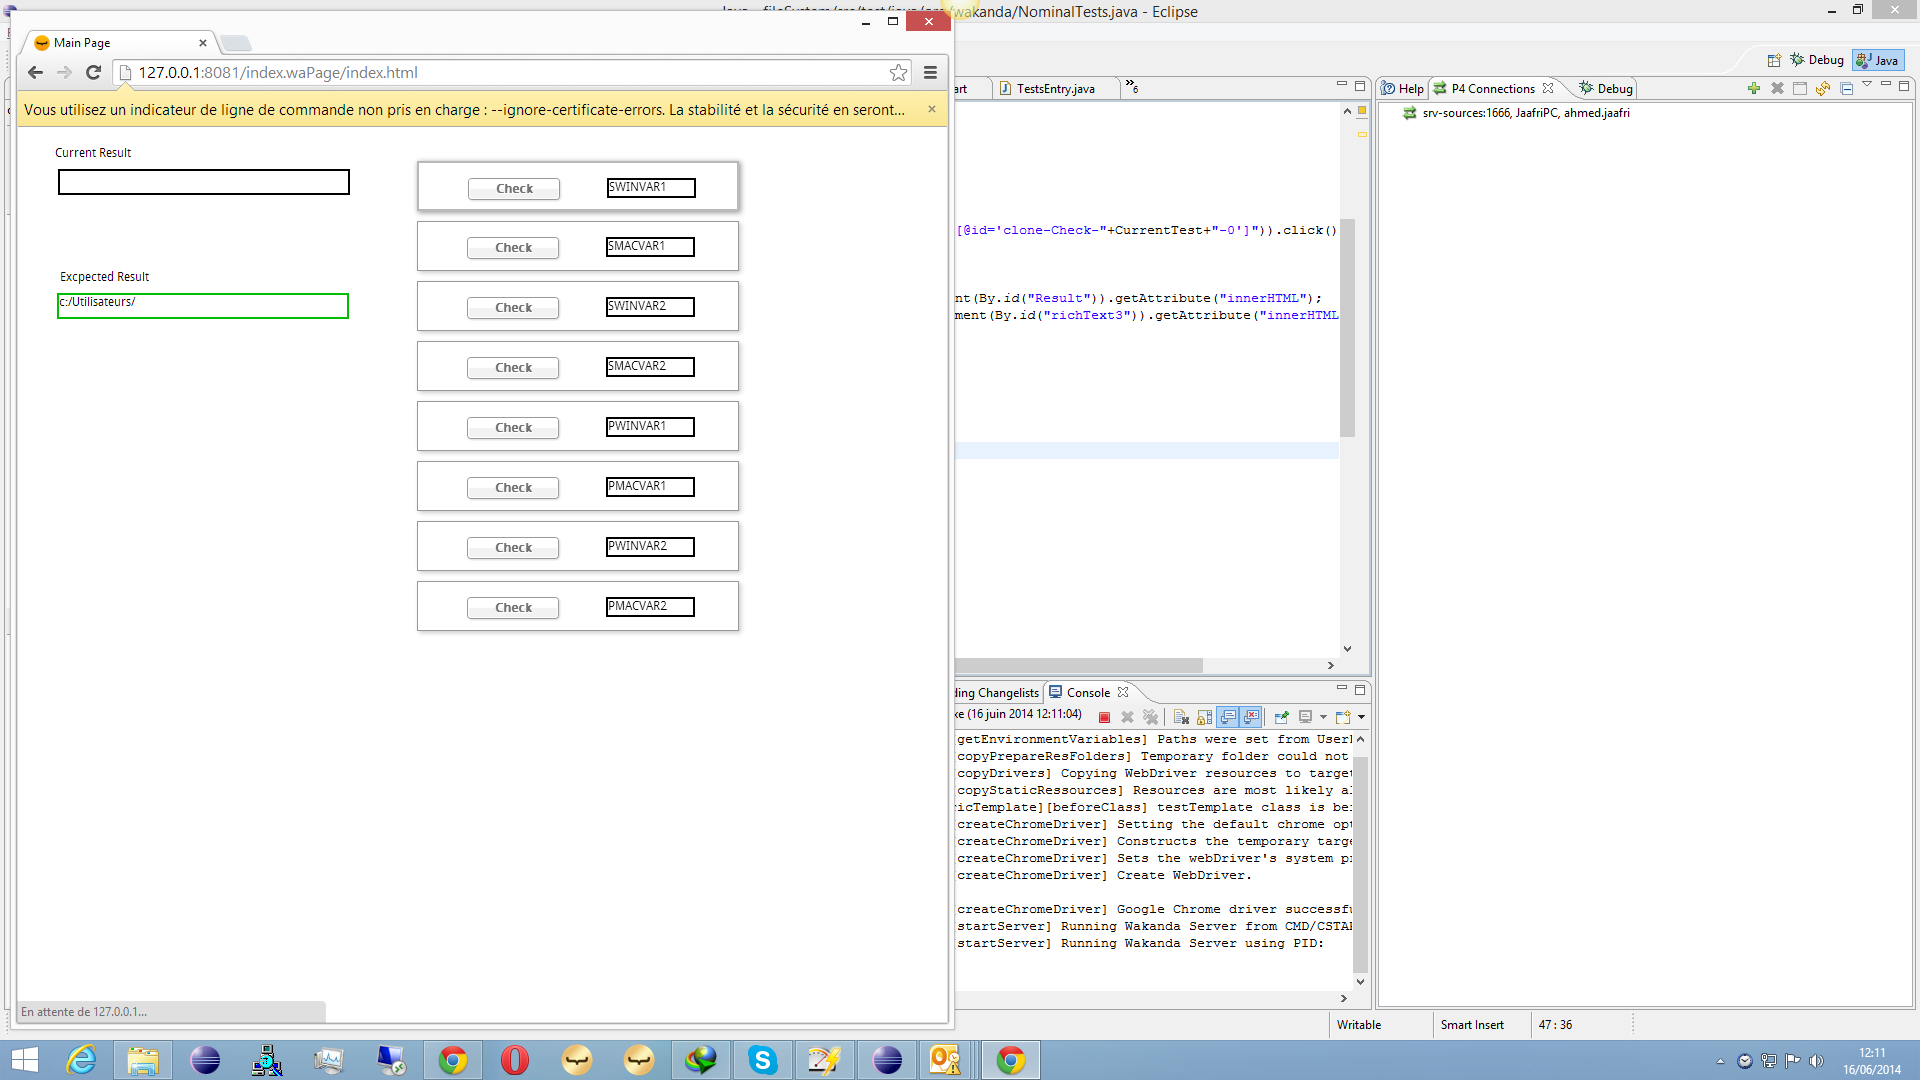 Java - fileSystem/src/test/java/org/wakanda/NominalTests.java - Eclipse
Main Page
127.0.0.1:8081/index.waPage/index.html
Vous utilisez un indicateur de ligne de commande non pris en charge : --ignore-certificate-errors. La stabilité et la sécurité en seront...
Current Result
Excpected Result
c:/Utilisateurs/
Check SWINVAR1
Check SMACVAR1
Check SWINVAR2
Check SMACVAR2
Check PWINVAR1
Check PMACVAR1
Check PWINVAR2
Check PMACVAR2
En attente de 127.0.0.1...
Debug Java
art TestsEntry.java »6
[@id='clone-Check-"+CurrentTest+"-0']")).click()
nt(By.id("Result")).getAttribute("innerHTML");
ment(By.id("richText3")).getAttribute("innerHTML
Help P4 Connections Debug
srv-sources:1666, JaafriPC, ahmed.jaafri
ding Changelists Console
xe (16 juin 2014 12:11:04)
getEnvironmentVariables] Paths were set from User
copyPrepareResFolders] Temporary folder could not
copyDrivers] Copying WebDriver resources to targe
copyStaticRessources] Resources are most likely a
ricTemplate][beforeClass] testTemplate class is be
createChromeDriver] Setting the default chrome op
createChromeDriver] Constructs the temporary targ
createChromeDriver] Sets the webDriver's system p
createChromeDriver] Create WebDriver.
createChromeDriver] Google Chrome driver successf
startServer] Running Wakanda Server from CMD/CSTA
startServer] Running Wakanda Server using PID:
Writable Smart Insert 47 : 36
12:11
16/06/2014